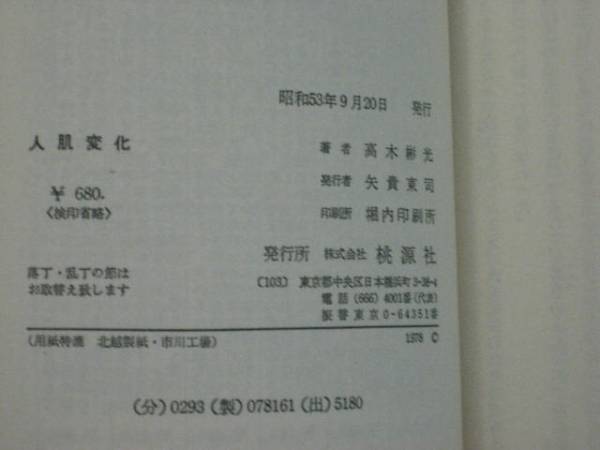 昭和53年9月20日 発行
人肌変化
¥ 680.
〈検印省略〉
著者 高木彬光
発行者 矢貴東司
印刷所 堀内印刷所
発行所 株式会社 桃源社
〔103〕 東京都中央区日本橋浜町3-36-4
電話 (666) 4001番(代表)
振替東京0-64351番
落丁・乱丁の節は
お取替え致します
(用紙特漉 北越製紙・市川工場)
1978 ©
(分)0293(製)078161(出)5180